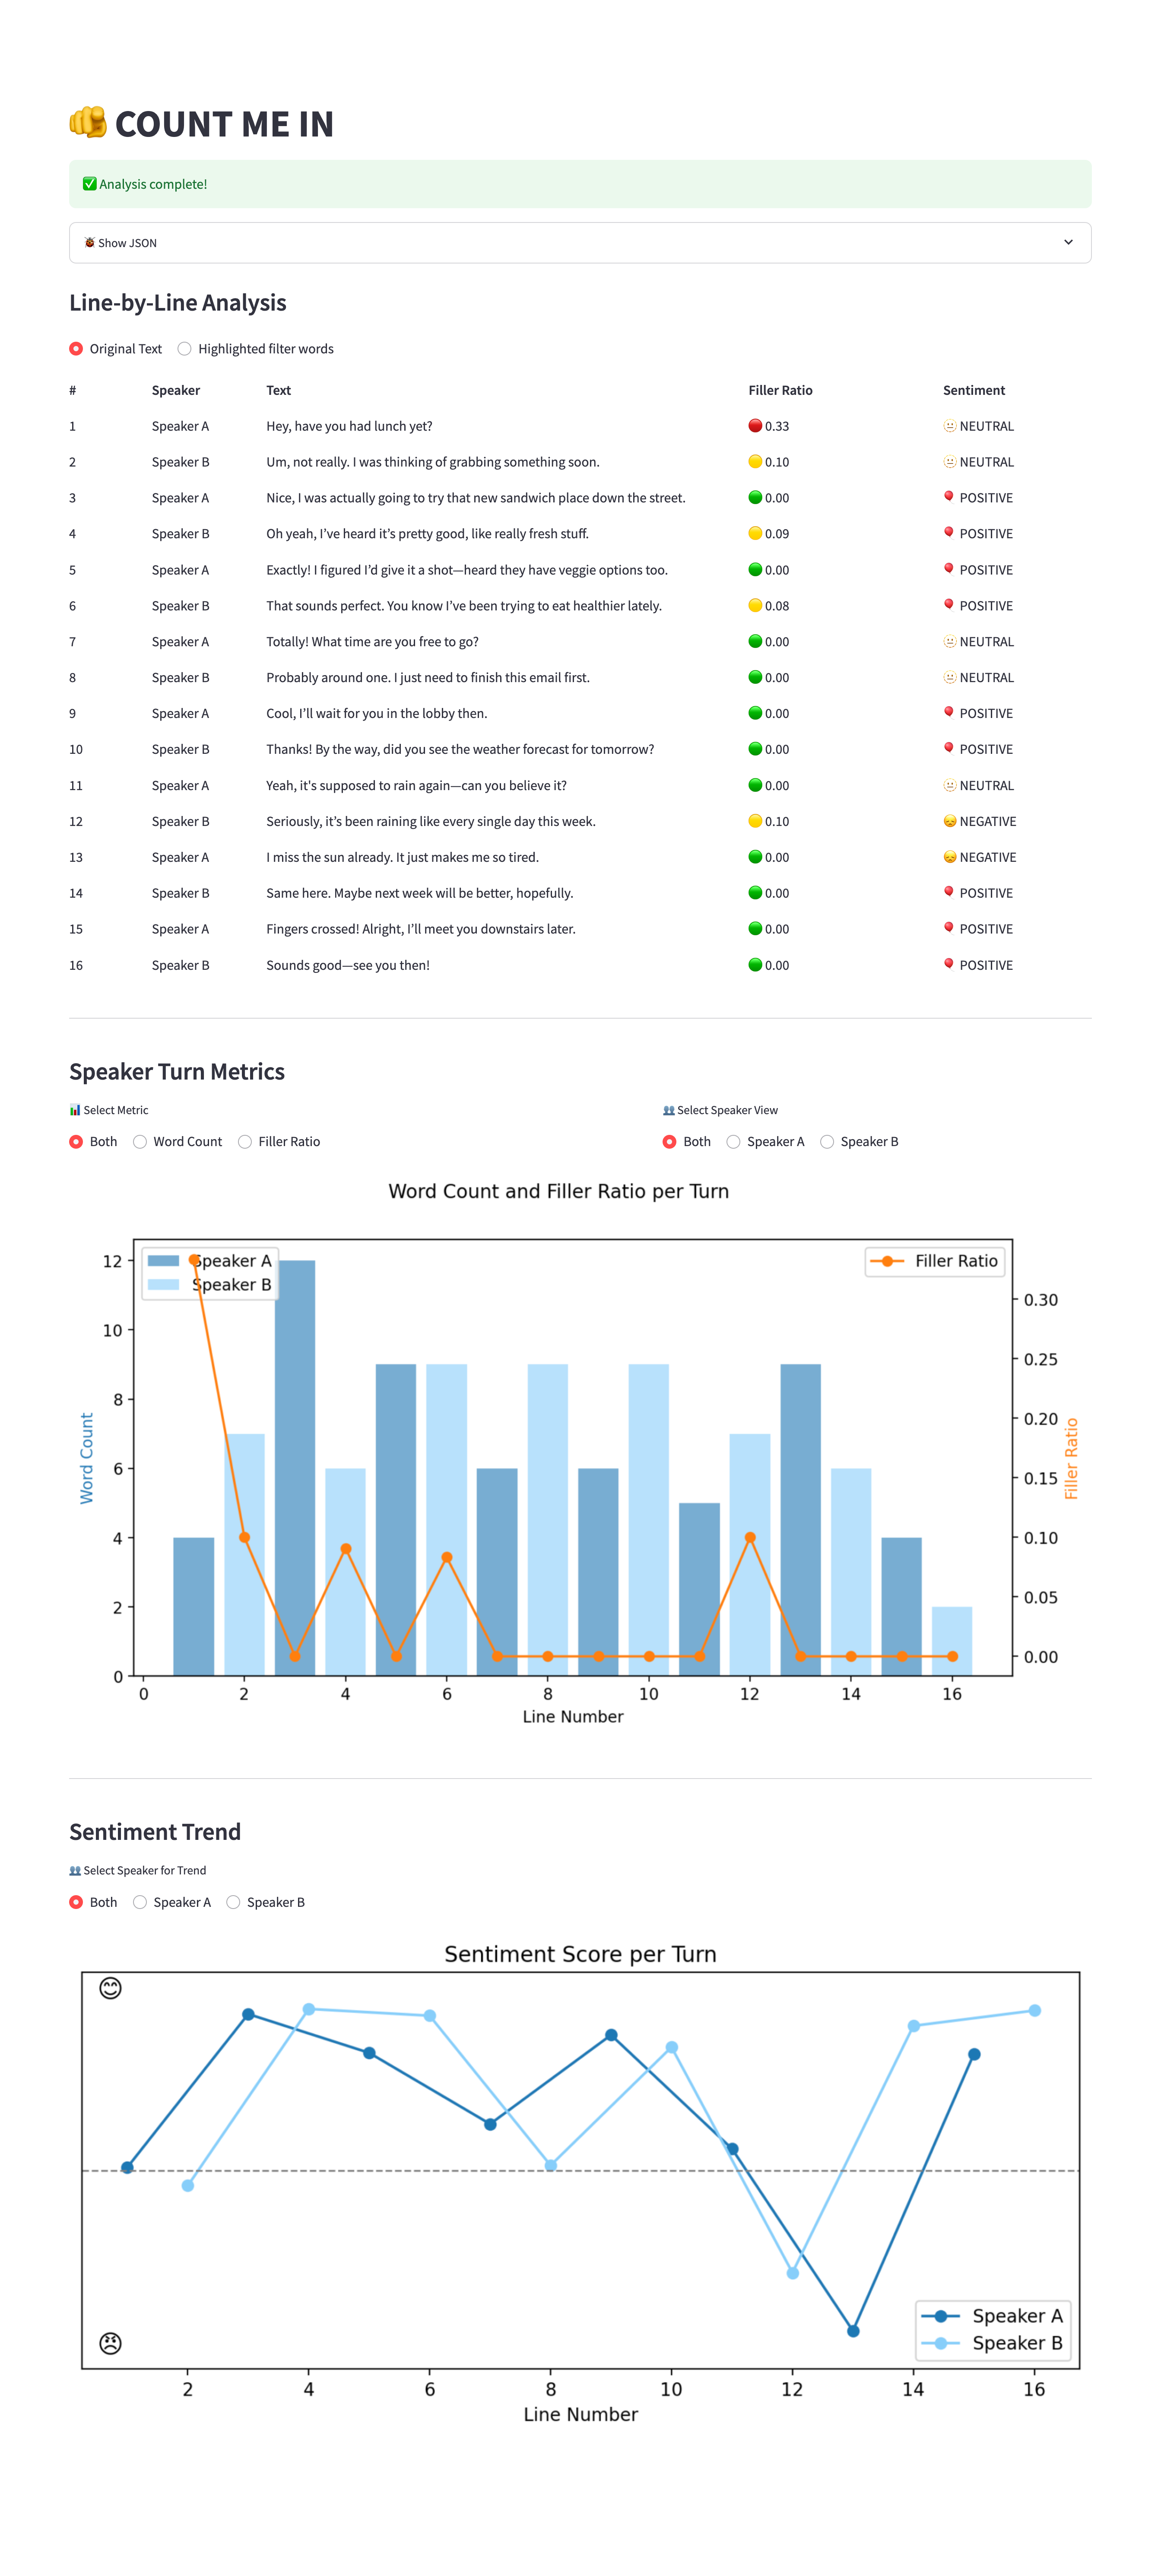 COUNT ME IN
Analysis complete!
Show JSON
Line-by-Line Analysis
Original Text Highlighted filter words
# Speaker Text Filler Ratio Sentiment
1 Speaker A Hey, have you had lunch yet? 0.33 NEUTRAL
2 Speaker B Um, not really. I was thinking of grabbing something soon. 0.10 NEUTRAL
3 Speaker A Nice, I was actually going to try that new sandwich place down the street. 0.00 POSITIVE
4 Speaker B Oh yeah, I’ve heard it’s pretty good, like really fresh stuff. 0.09 POSITIVE
5 Speaker A Exactly! I figured I’d give it a shot—heard they have veggie options too. 0.00 POSITIVE
6 Speaker B That sounds perfect. You know I’ve been trying to eat healthier lately. 0.08 POSITIVE
7 Speaker A Totally! What time are you free to go? 0.00 NEUTRAL
8 Speaker B Probably around one. I just need to finish this email first. 0.00 NEUTRAL
9 Speaker A Cool, I’ll wait for you in the lobby then. 0.00 POSITIVE
10 Speaker B Thanks! By the way, did you see the weather forecast for tomorrow? 0.00 POSITIVE
11 Speaker A Yeah, it's supposed to rain again—can you believe it? 0.00 NEUTRAL
12 Speaker B Seriously, it’s been raining like every single day this week. 0.10 NEGATIVE
13 Speaker A I miss the sun already. It just makes me so tired. 0.00 NEGATIVE
14 Speaker B Same here. Maybe next week will be better, hopefully. 0.00 POSITIVE
15 Speaker A Fingers crossed! Alright, I’ll meet you downstairs later. 0.00 POSITIVE
16 Speaker B Sounds good—see you then! 0.00 POSITIVE
Speaker Turn Metrics
Select Metric Select Speaker View
Both Word Count Filler Ratio Both Speaker A Speaker B
Word Count and Filler Ratio per Turn
Speaker A
Speaker B
Filler Ratio
12
10
8
6
4
2
0
Word Count
0.30
0.25
0.20
0.15
0.10
0.05
0.00
Filler Ratio
0 2 4 6 8 10 12 14 16
Line Number
Sentiment Trend
Select Speaker for Trend
Both Speaker A Speaker B
Sentiment Score per Turn
Speaker A
Speaker B
2 4 6 8 10 12 14 16
Line Number